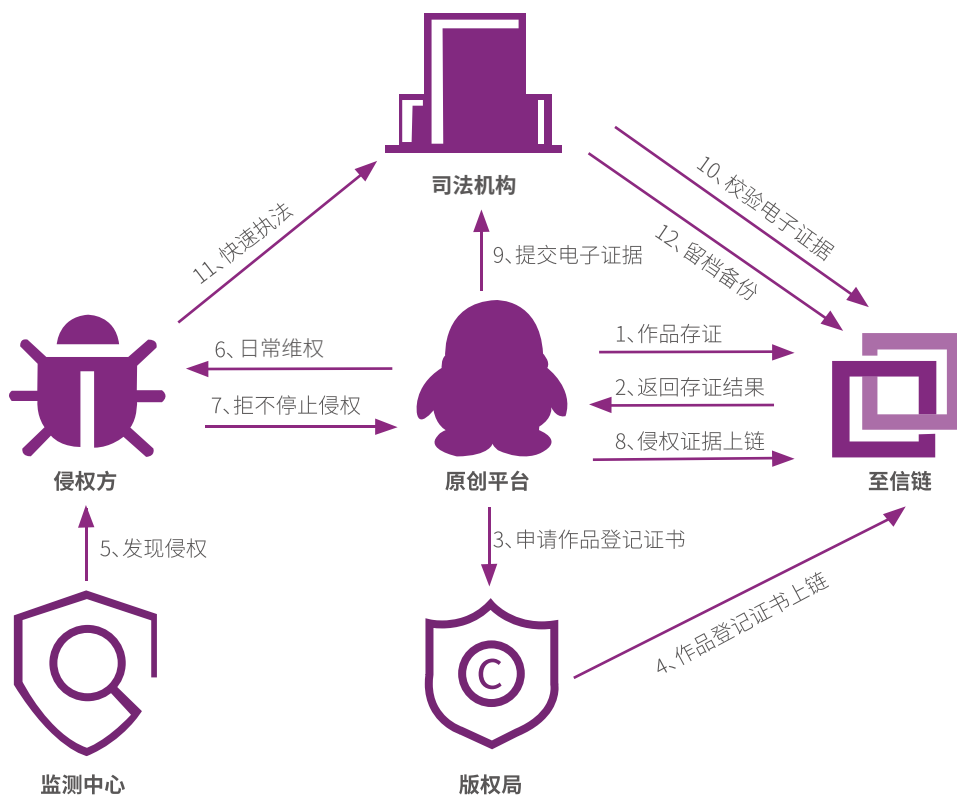 司法机构
10、校验电子证据
11、快速执法
12、留档备份
9、提交电子证据
1、作品存证
6、日常维权
2、返回存证结果
7、拒不停止侵权
8、侵权证据上链
侵权方
原创平台
至信链
3、申请作品登记证书
5、发现侵权
4、作品登记证书上链
C
监测中心
版权局